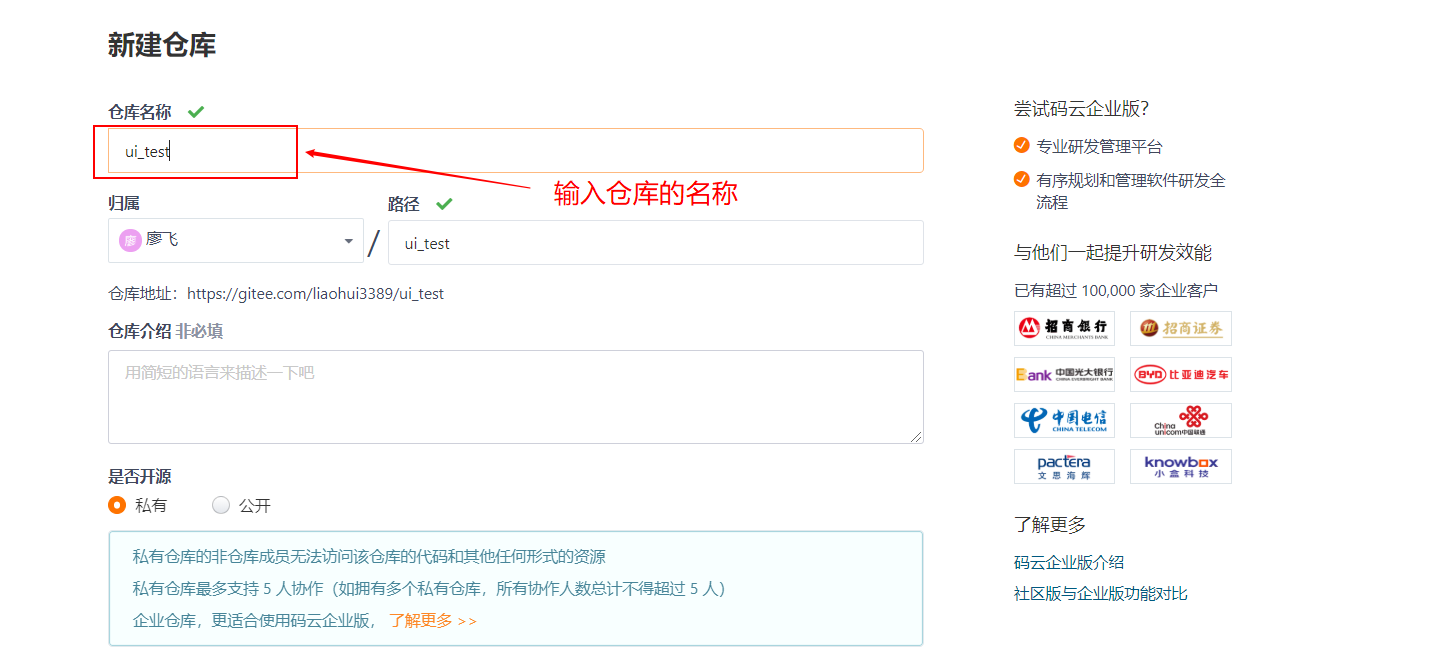 新建仓库
仓库名称
ui_test
输入仓库的名称
归属
路径
廖 廖飞
/
ui_test
仓库地址：https://gitee.com/liaohui3389/ui_test
仓库介绍 非必填
用简短的语言来描述一下吧
是否开源
私有
公开
私有仓库的非仓库成员无法访问该仓库的代码和其他任何形式的资源
私有仓库最多支持 5 人协作（如拥有多个私有仓库，所有协作人数总计不得超过 5 人）
企业仓库，更适合使用码云企业版， 了解更多 >>
尝试码云企业版？
专业研发管理平台
有序规划和管理软件研发全
流程
与他们一起提升研发效能
已有超过 100,000 家企业客户
招商银行
CHINA MERCHANTS BANK
招商证券
Bank 中国光大银行
CHINA EVERBRIGHT BANK
BYD 比亚迪汽车
中国电信
CHINA TELECOM
China
unicom中国联通
pactera
文思海辉
knowbox
小盒科技
了解更多
码云企业版介绍
社区版与企业版功能对比